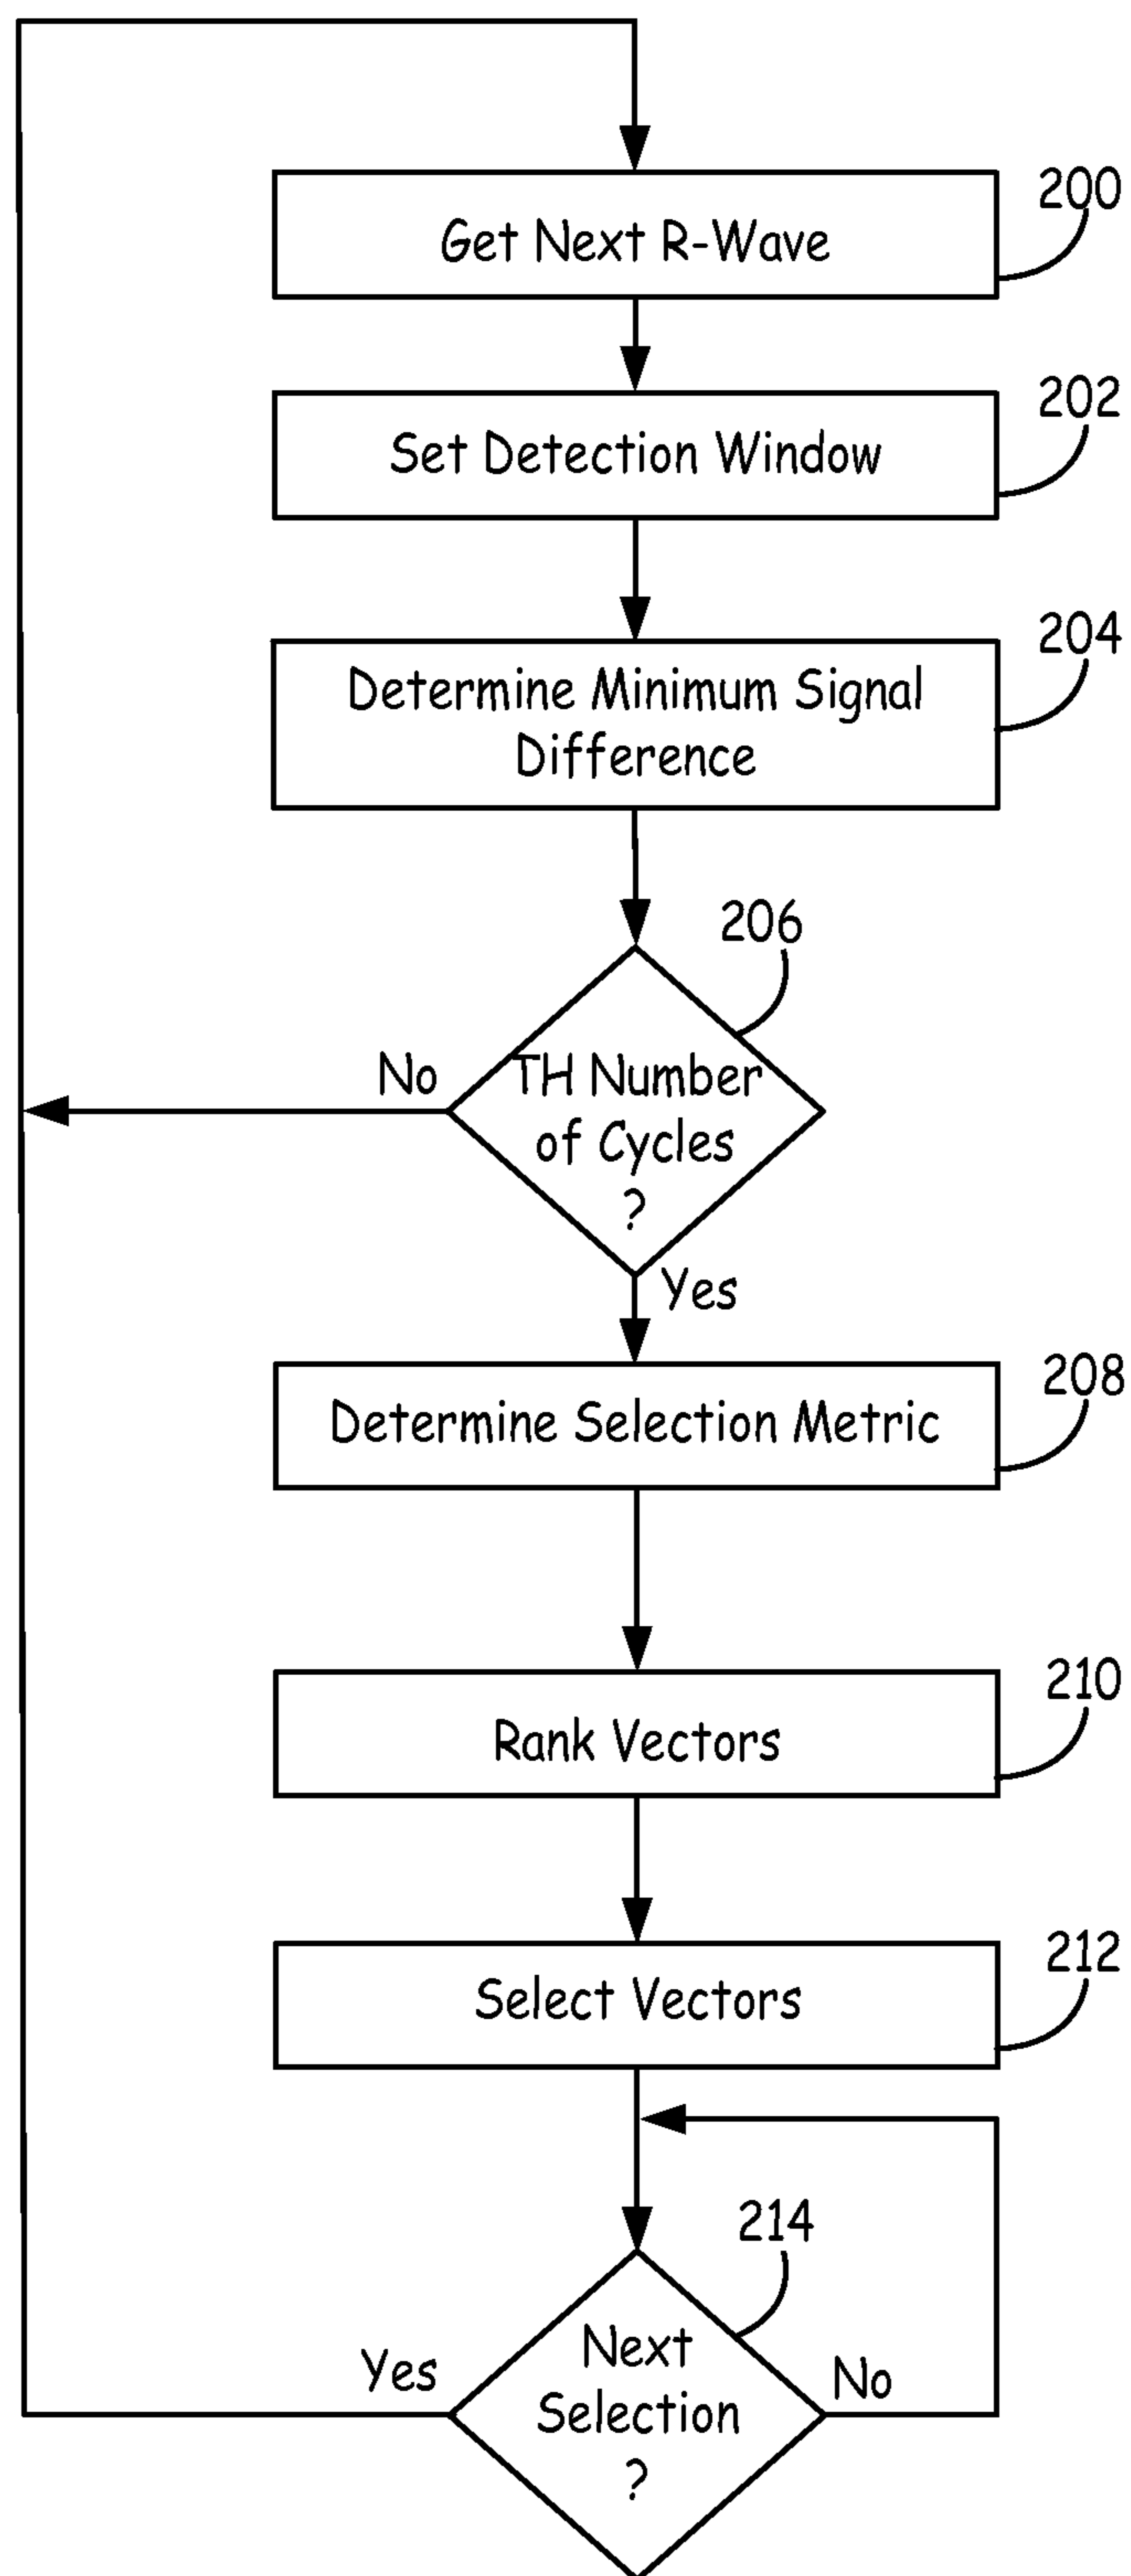 200
Get Next R-Wave
202
Set Detection Window
204
Determine Minimum Signal
Difference
206
No
TH Number
of Cycles
?
Yes
208
Determine Selection Metric
210
Rank Vectors
212
Select Vectors
214
Yes
Next
Selection
?
No